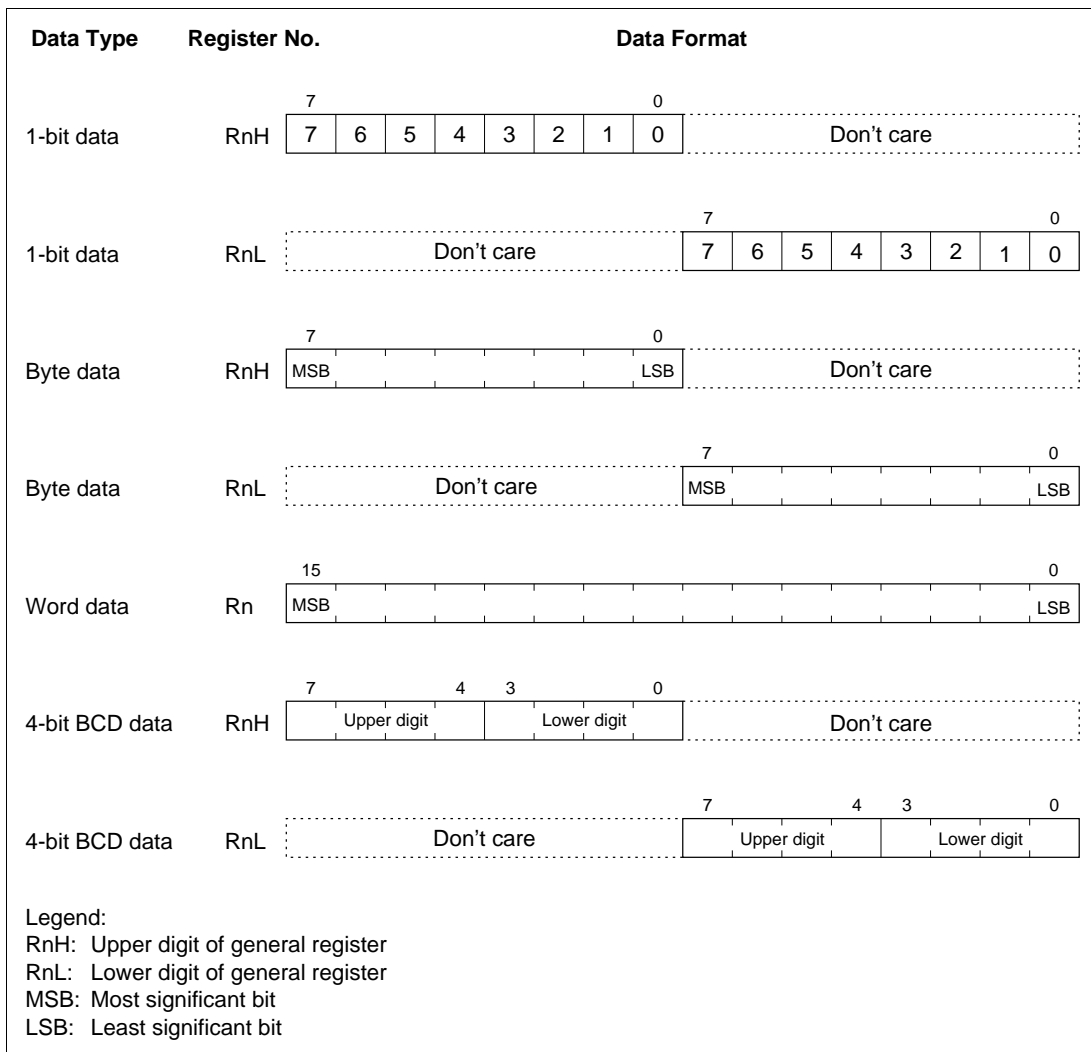 Data Type Register No. Data Format
7 0
1-bit data RnH 7 6 5 4 3 2 1 0 Don't care
7 0
1-bit data RnL Don't care 7 6 5 4 3 2 1 0
7 0
Byte data RnH MSB LSB Don't care
7 0
Byte data RnL Don't care MSB LSB
15 0
Word data Rn MSB LSB
7 4 3 0
4-bit BCD data RnH Upper digit Lower digit Don't care
7 4 3 0
4-bit BCD data RnL Don't care Upper digit Lower digit
Legend:
RnH: Upper digit of general register
RnL: Lower digit of general register
MSB: Most significant bit
LSB: Least significant bit